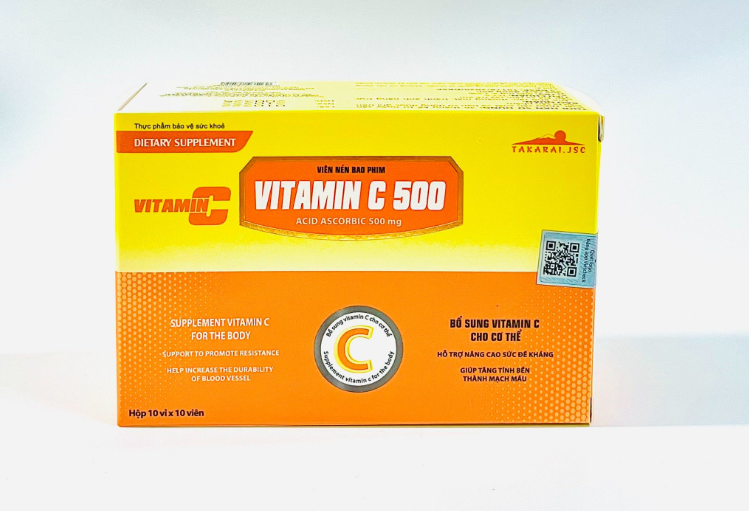 Thực phẩm bảo vệ sức khoẻ
DIETARY SUPPLEMENT
TAKARAI.JSC
VIÊN NÉN BAO PHIM
VITAMIN C
VITAMIN C 500
ACID ASCORBIC 500 mg
SUPPLEMENT VITAMIN C
FOR THE BODY
SUPPORT TO PROMOTE RESISTANCE
HELP INCREASE THE DURABILITY
OF BLOOD VESSEL
Bổ sung vitamin C cho cơ thể
C
Supplement vitamin c for the body
BỔ SUNG VITAMIN C
CHO CƠ THỂ
HỖ TRỢ NÂNG CAO SỨC ĐỀ KHÁNG
GIÚP TĂNG TÍNH BỀN
THÀNH MẠCH MÁU
Hộp 10 vỉ x 10 viên